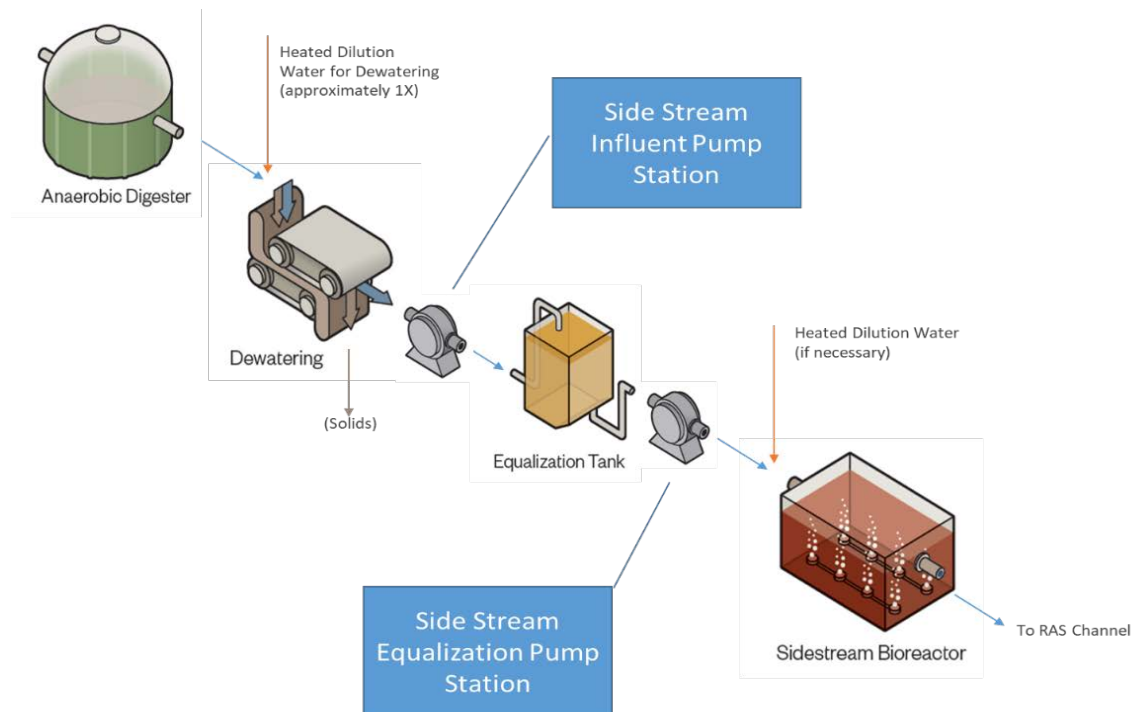 Heated Dilution
Water for Dewatering
(approximately 1X)
Anaerobic Digester
Side Stream
Influent Pump
Station
Dewatering
(Solids)
Equalization Tank
Heated Dilution Water
(if necessary)
Side Stream
Equalization Pump
Station
Sidestream Bioreactor
To RAS Channel